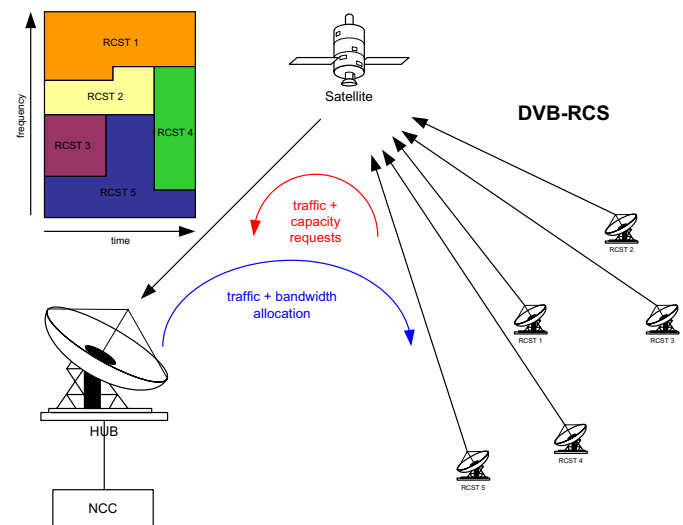 frequency
RCST 1
RCST 2
RCST 3
RCST 4
RCST 5
time
Satellite
DVB-RCS
traffic +
capacity
requests
traffic + bandwidth
allocation
RCST 2
RCST 1
RCST 3
RCST 4
RCST 5
HUB
NCC